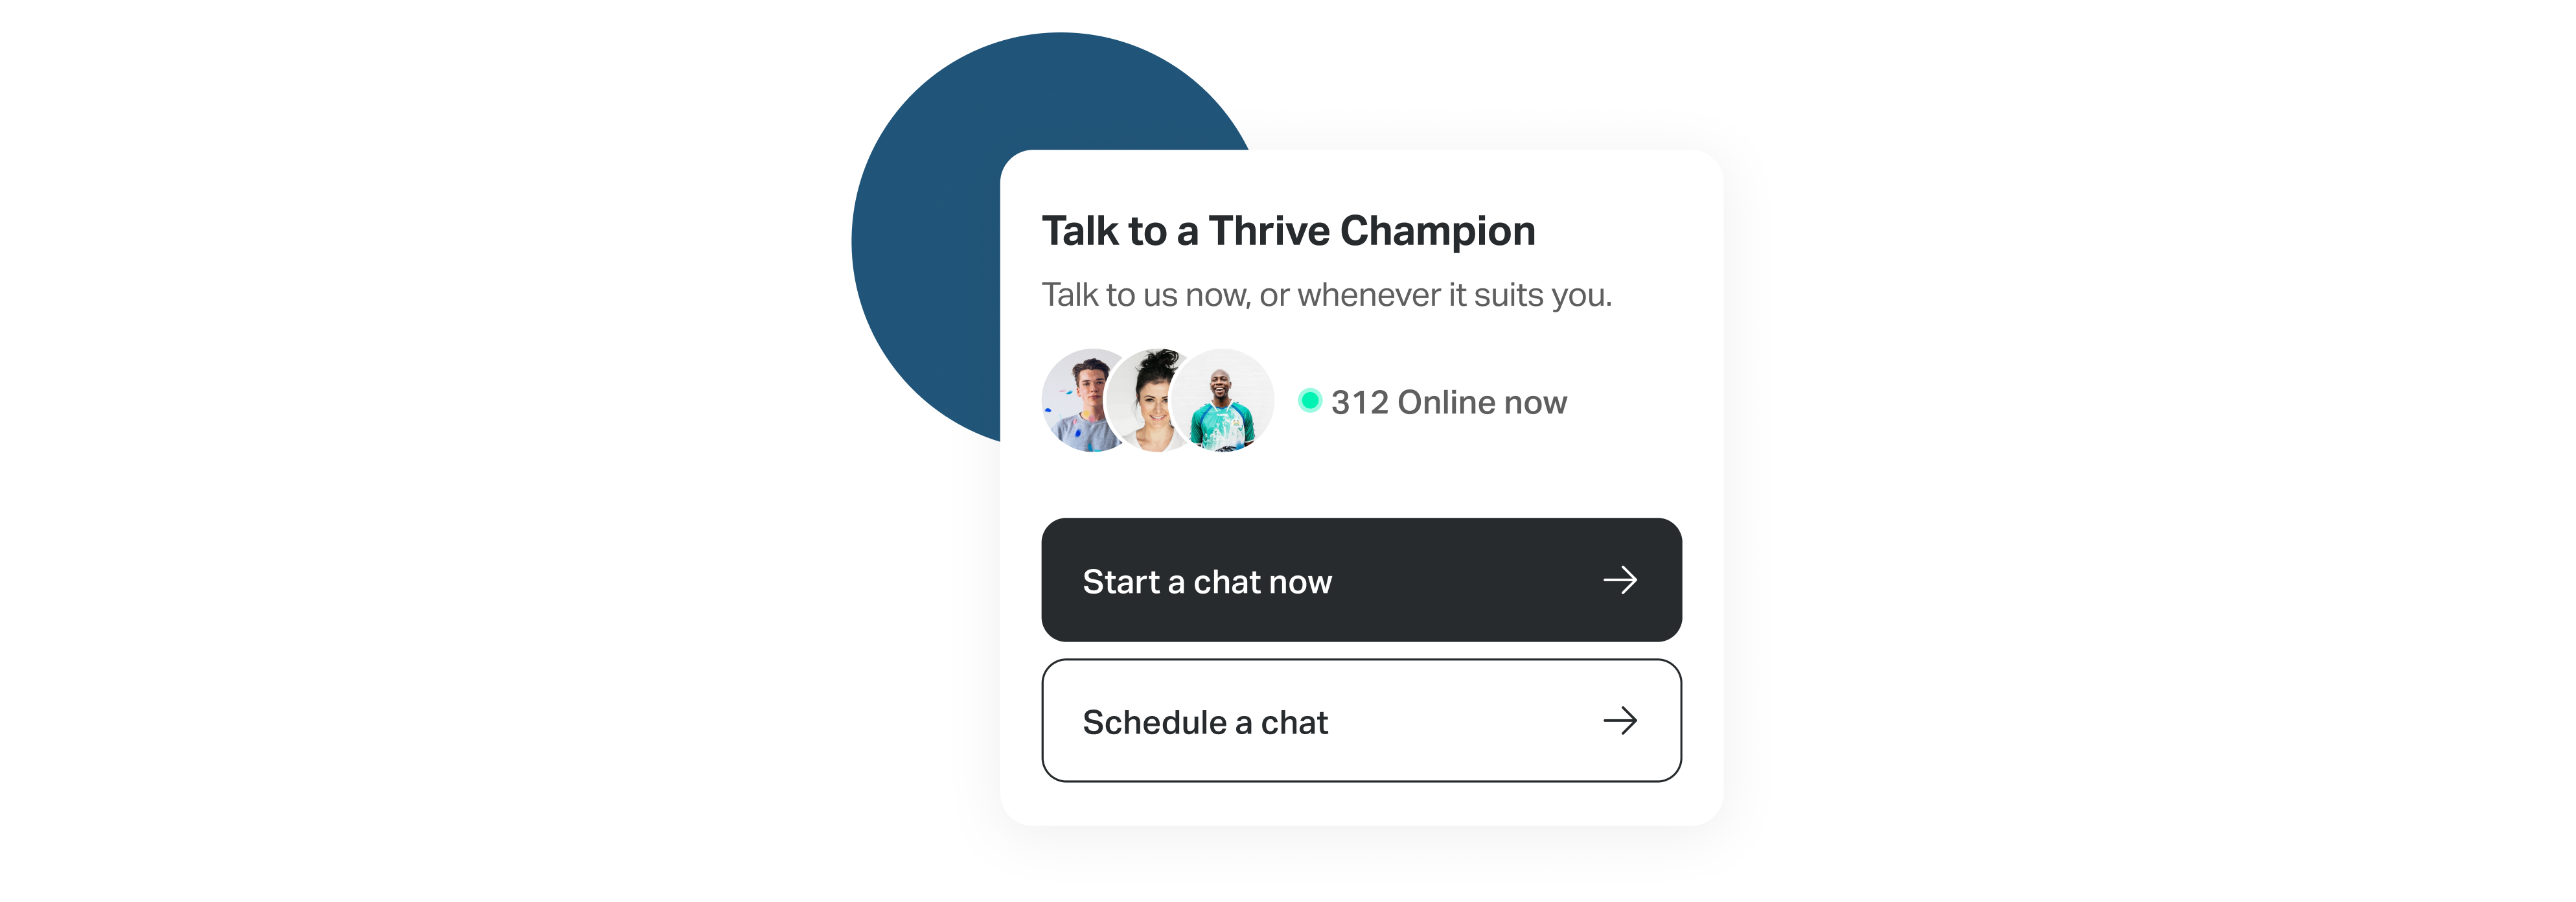 Talk to a Thrive Champion
Talk to us now, or whenever it suits you.
312 Online now
Start a chat now
Schedule a chat